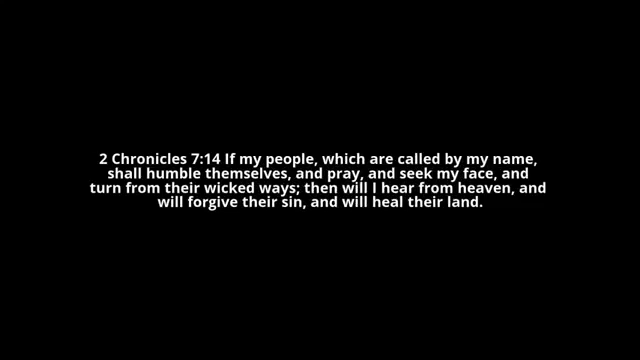 2 Chronicles 7:14 If my people, which are called by my name,
shall humble themselves, and pray, and seek my face, and
turn from their wicked ways; then will I hear from heaven, and
will forgive their sin, and will heal their land.